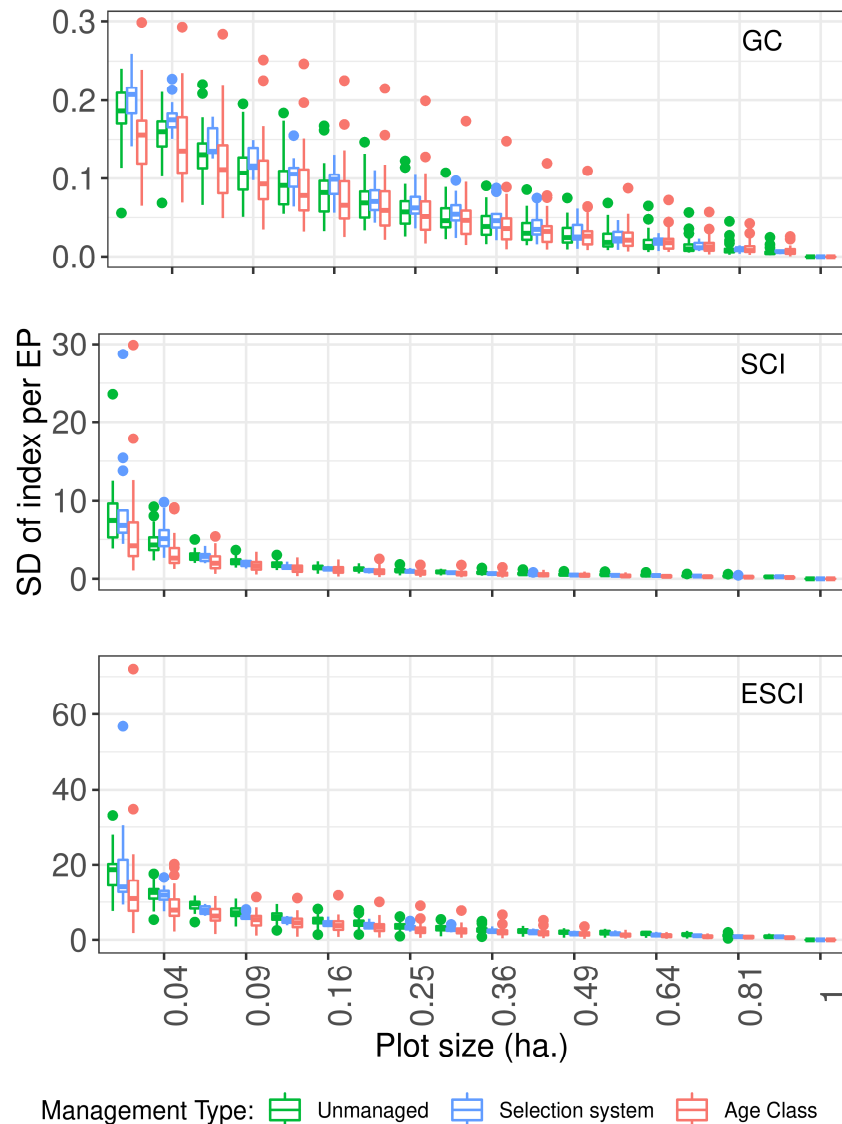 GC
0.3
0.2
0.1
0.0
SCI
30
20
10
0
SD of index per EP
ESCI
60
40
20
0
0.04 0.09 0.16 0.25 0.36 0.49 0.64 0.81 1
Plot size (ha.)
Management Type: Unmanaged Selection system Age Class